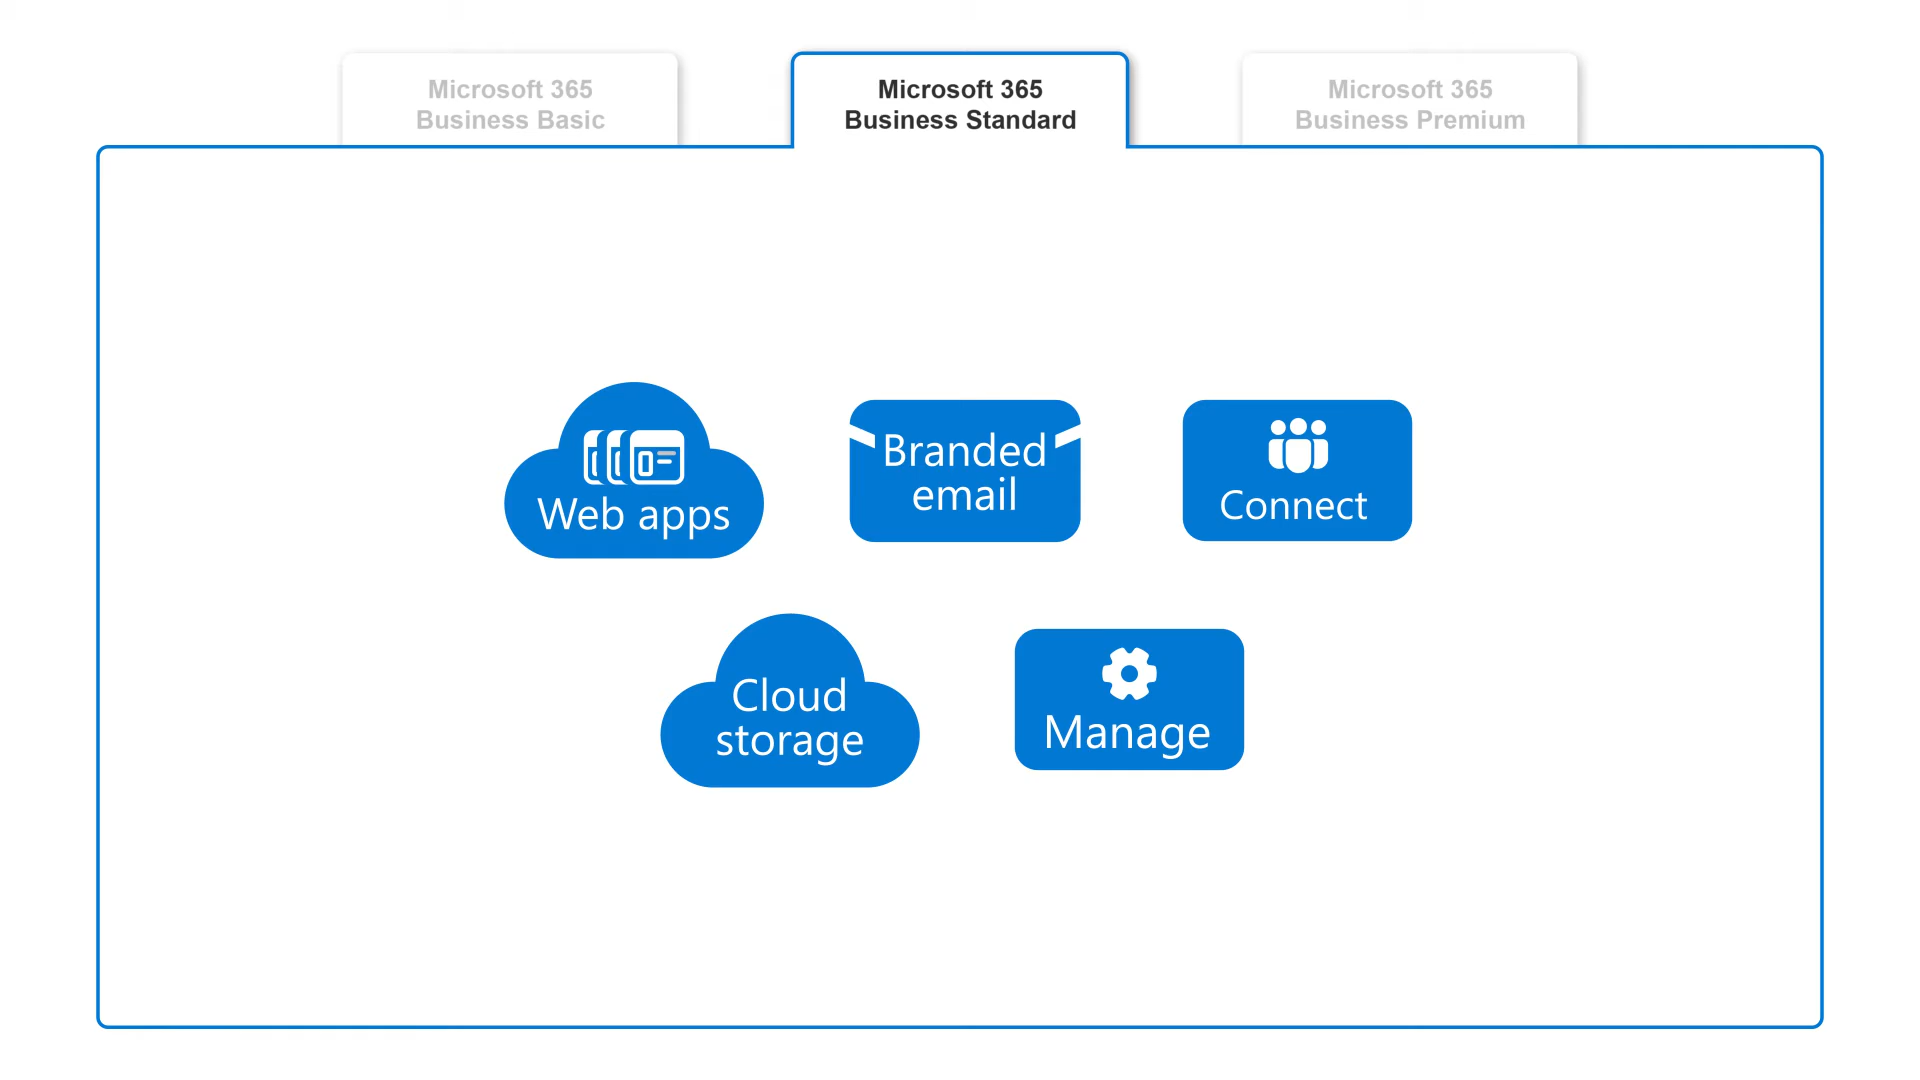 Microsoft 365
Business Basic
Microsoft 365
Business Standard
Microsoft 365
Business Premium
Web apps
Branded
email
Connect
Cloud
storage
Manage